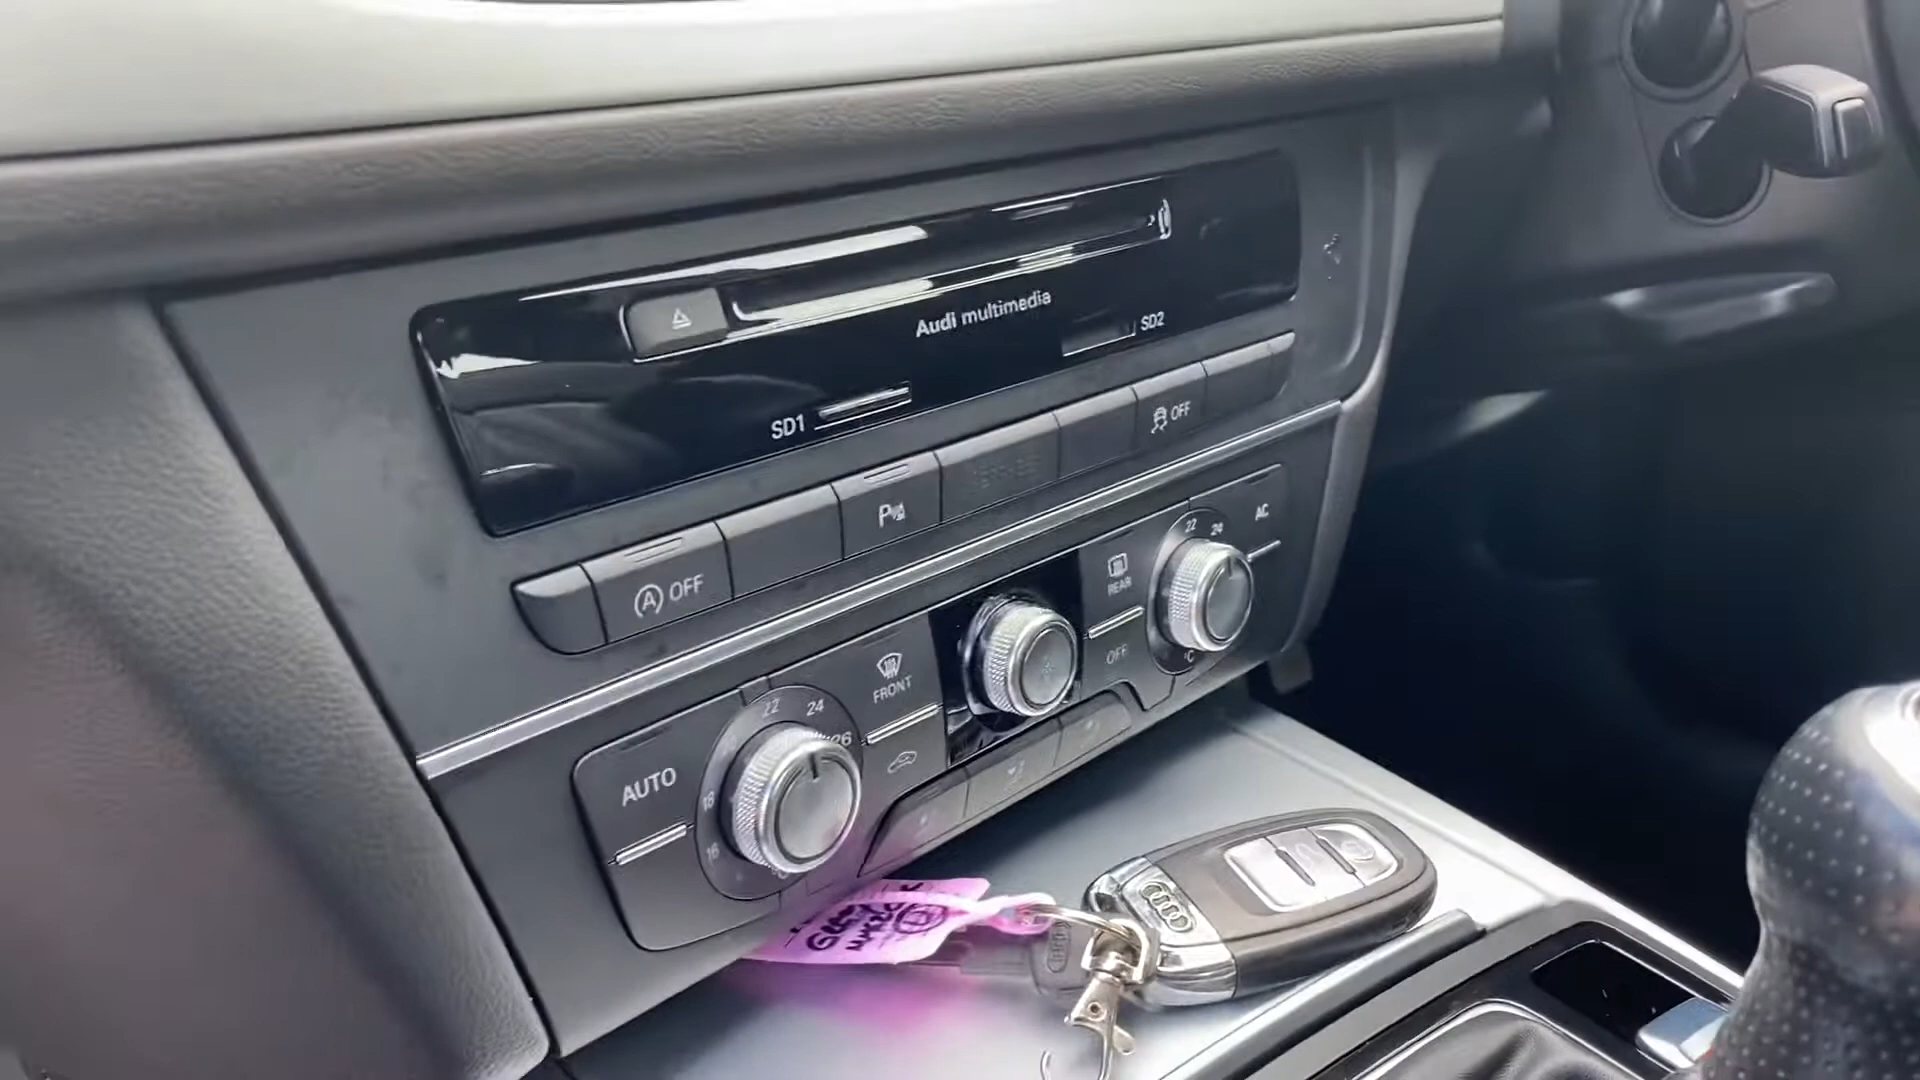 Audi multimedia
SD2
SD1
OFF
A OFF
P
22 24
AC
REAR
OFF
°C
FRONT
22 24
26
AUTO
18
16